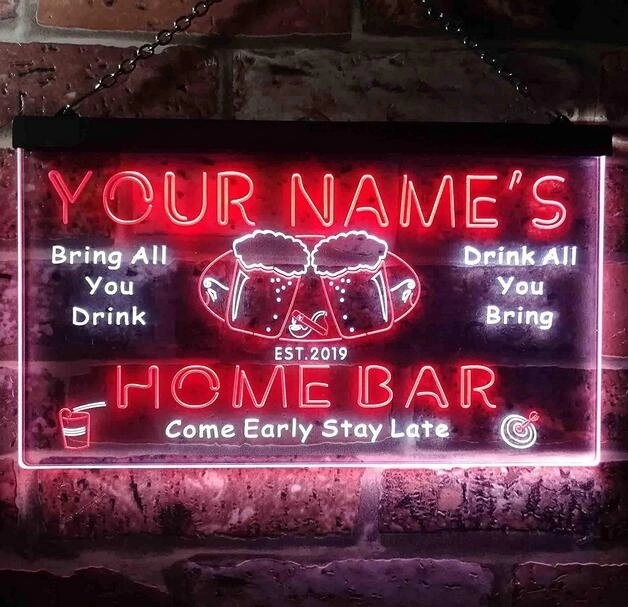 YOUR NAME'S
Bring All
You
Drink
Drink All
You
Bring
EST.2019
HOME BAR
Come Early Stay Late